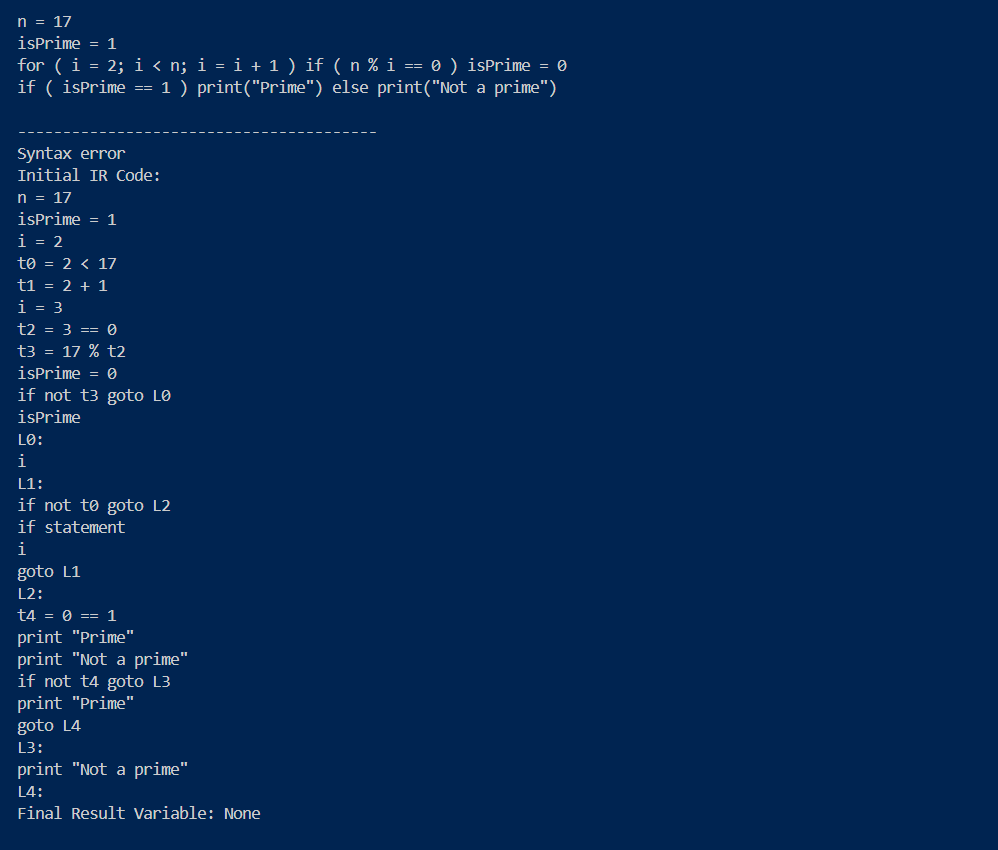 n = 17
isPrime = 1
for ( i = 2; i < n; i = i + 1 ) if ( n % i == 0 ) isPrime = 0
if ( isPrime == 1 ) print("Prime") else print("Not a prime")
----------------------------------------
Syntax error
Initial IR Code:
n = 17
isPrime = 1
i = 2
t0 = 2 < 17
t1 = 2 + 1
i = 3
t2 = 3 == 0
t3 = 17 % t2
isPrime = 0
if not t3 goto L0
isPrime
L0:
i
L1:
if not t0 goto L2
if statement
i
goto L1
L2:
t4 = 0 == 1
print "Prime"
print "Not a prime"
if not t4 goto L3
print "Prime"
goto L4
L3:
print "Not a prime"
L4:
Final Result Variable: None